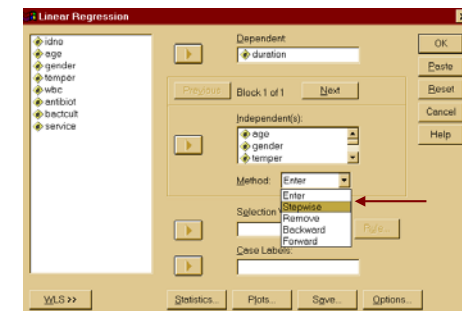 Linear Regression
idno
age
gender
temper
wbc
antibiot
bactcult
service
Dependent:
duration
Previous
Block 1 of 1
Next
Independent(s):
age
gender
temper
Method:
Enter
Enter
Stepwise
Remove
Backward
Forward
Selection
Rule...
Case Labels:
WLS >>
Statistics...
Plots...
Save...
Options...
OK
Paste
Reset
Cancel
Help